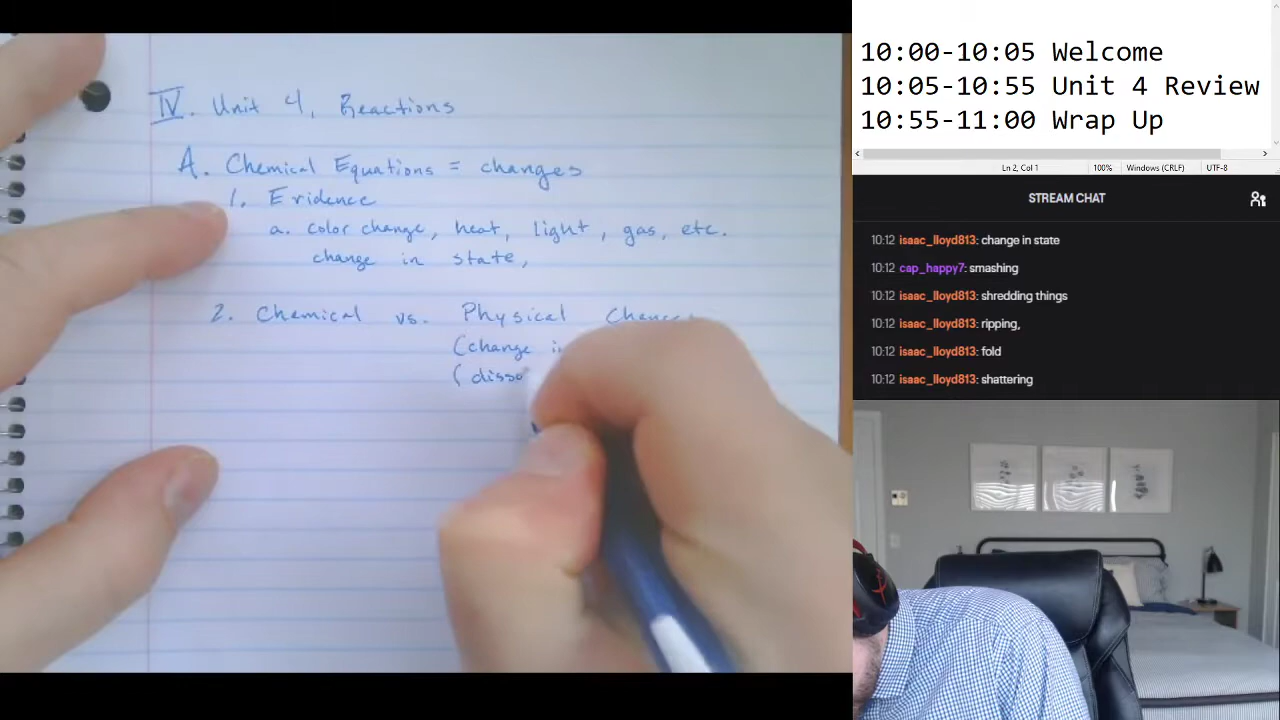 IV. Unit 4, Reactions
A. Chemical Equations = changes
1. Evidence
a. color change, heat, light, gas, etc.
change in state,
2. Chemical vs. Physical
(change
(disso
10:00-10:05 Welcome
10:05-10:55 Unit 4 Review
10:55-11:00 Wrap Up
Ln 2, Col 1 100% Windows (CRLF) UTF-8
STREAM CHAT
10:12 isaac_lloyd813: change in state
10:12 cap_happy7: smashing
10:12 isaac_lloyd813: shredding things
10:12 isaac_lloyd813: ripping,
10:12 isaac_lloyd813: fold
10:12 isaac_lloyd813: shattering